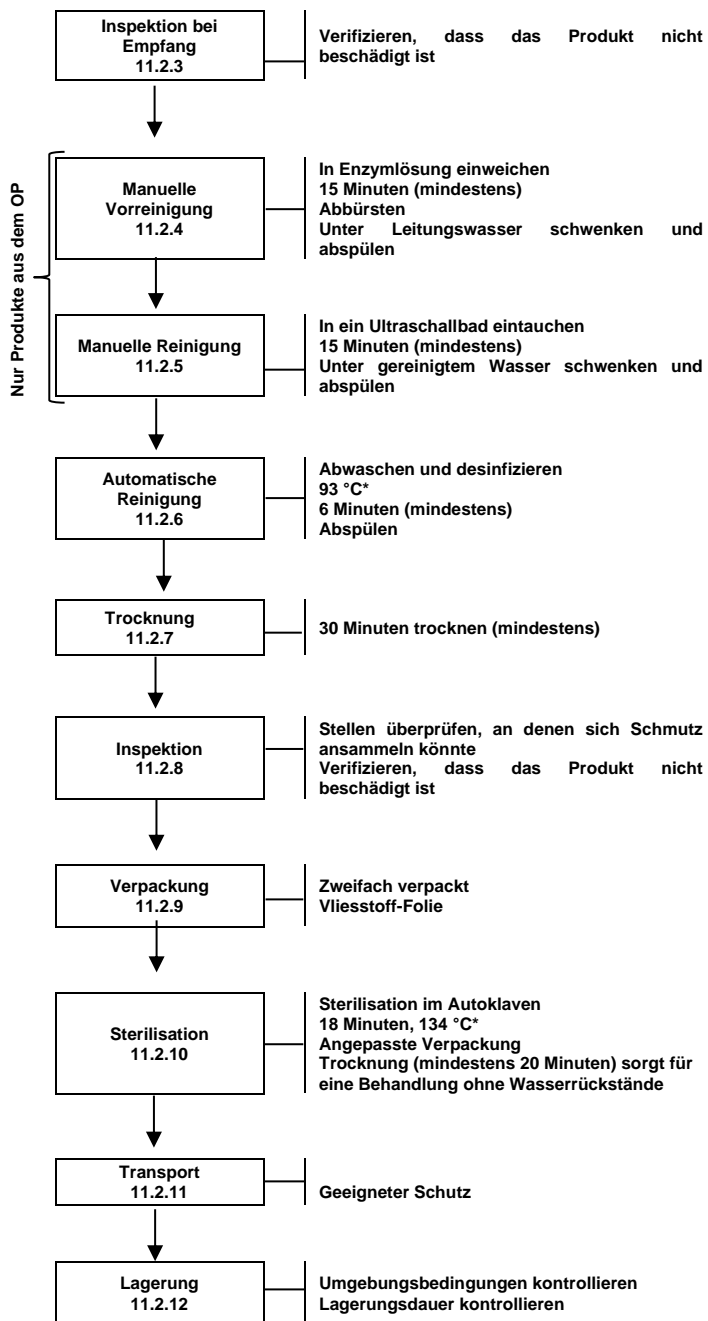 Inspektion bei
Empfang
11.2.3
Verifizieren, dass das Produkt nicht
beschädigt ist
Nur Produkte aus dem OP
Manuelle
Vorreinigung
11.2.4
In Enzymlösung einweichen
15 Minuten (mindestens)
Abbürsten
Unter Leitungswasser schwenken und
abspülen
Manuelle Reinigung
11.2.5
In ein Ultraschallbad eintauchen
15 Minuten (mindestens)
Unter gereinigtem Wasser schwenken und
abspülen
Automatische
Reinigung
11.2.6
Abwaschen und desinfizieren
93 °C*
6 Minuten (mindestens)
Abspülen
Trocknung
11.2.7
30 Minuten trocknen (mindestens)
Inspektion
11.2.8
Stellen überprüfen, an denen sich Schmutz
ansammeln könnte
Verifizieren, dass das Produkt nicht
beschädigt ist
Verpackung
11.2.9
Zweifach verpackt
Vliesstoff-Folie
Sterilisation
11.2.10
Sterilisation im Autoklaven
18 Minuten, 134 °C*
Angepasste Verpackung
Trocknung (mindestens 20 Minuten) sorgt für
eine Behandlung ohne Wasserrückstände
Transport
11.2.11
Geeigneter Schutz
Lagerung
11.2.12
Umgebungsbedingungen kontrollieren
Lagerungsdauer kontrollieren